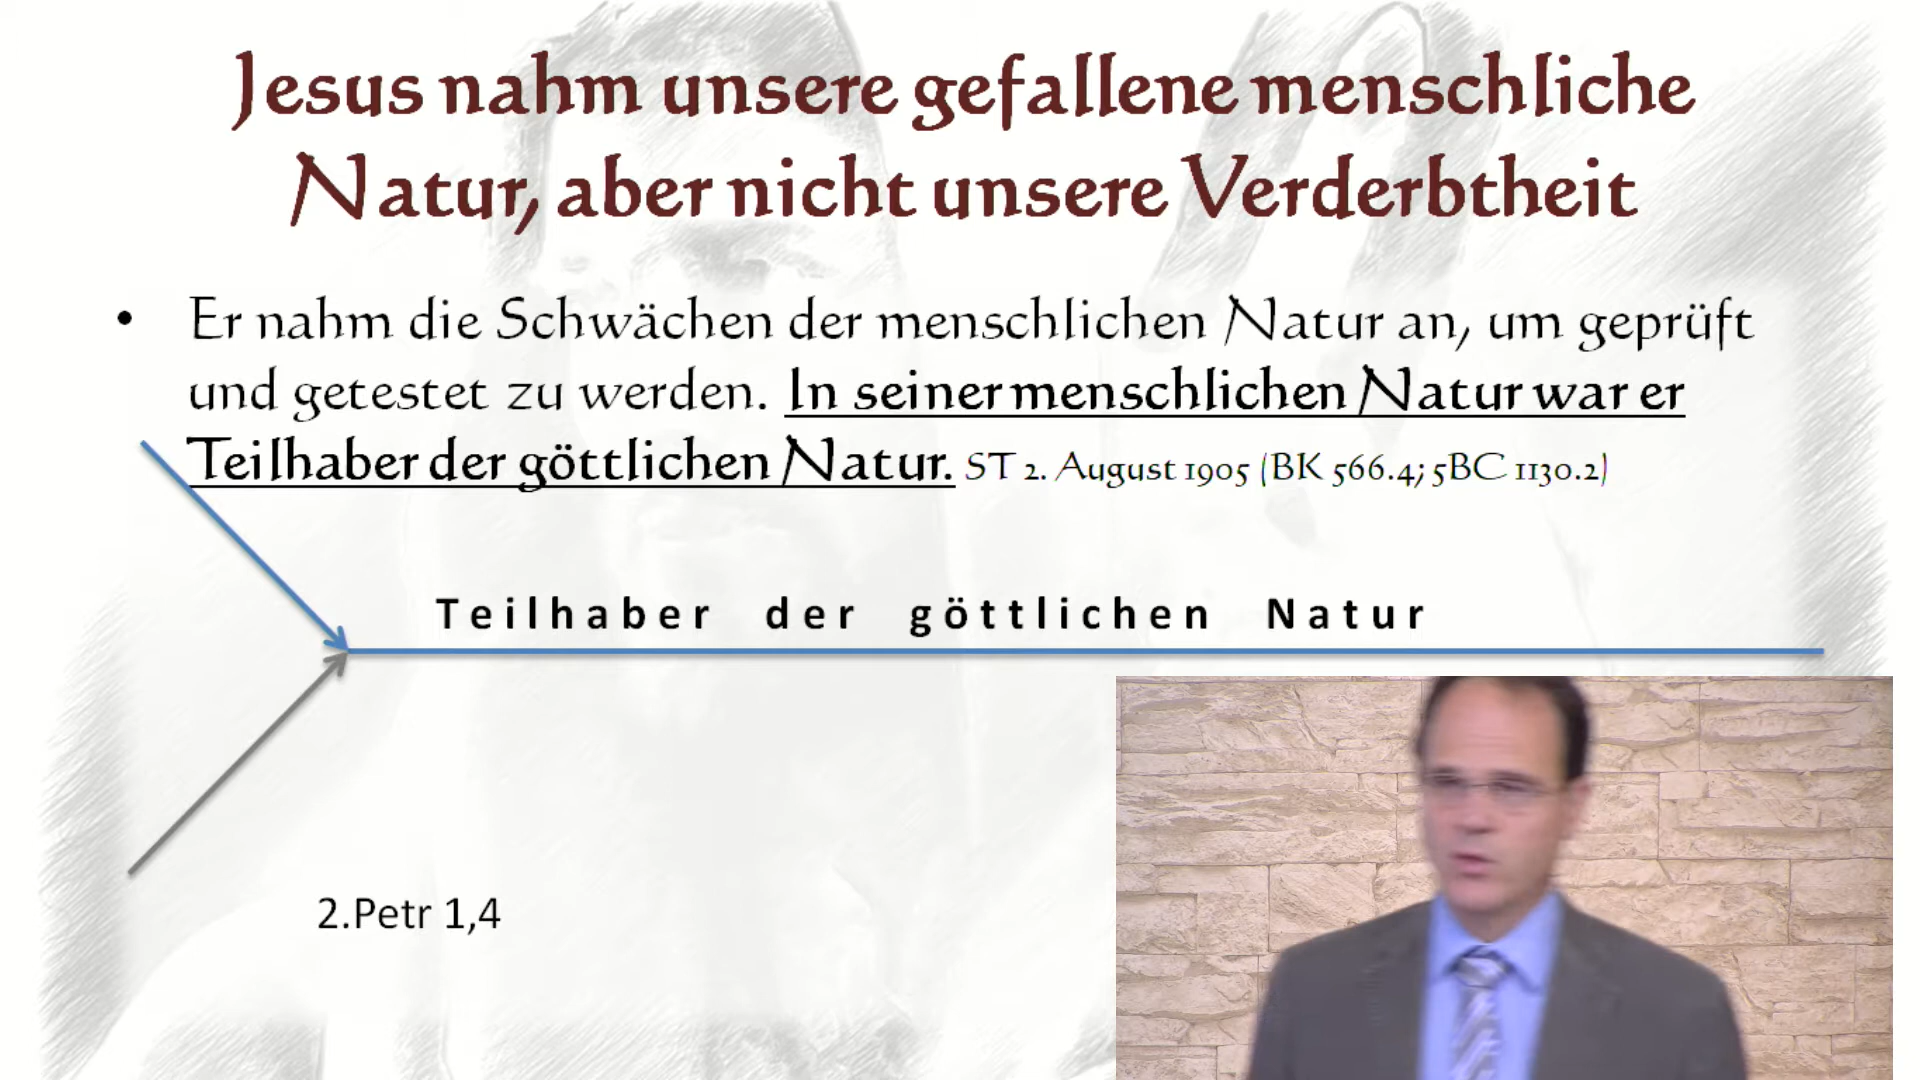 Jesus nahm unsere gefallene menschliche
Natur, aber nicht unsere Verderbtheit
• Er nahm die Schwächen der menschlichen Natur an, um geprüft
und getestet zu werden. In seiner menschlichen Natur war er
Teilhaber der göttlichen Natur. ST 2. August 1905 (BK 566.4; 5BC 1130.2)
Teilhaber der göttlichen Natur
2.Petr 1,4